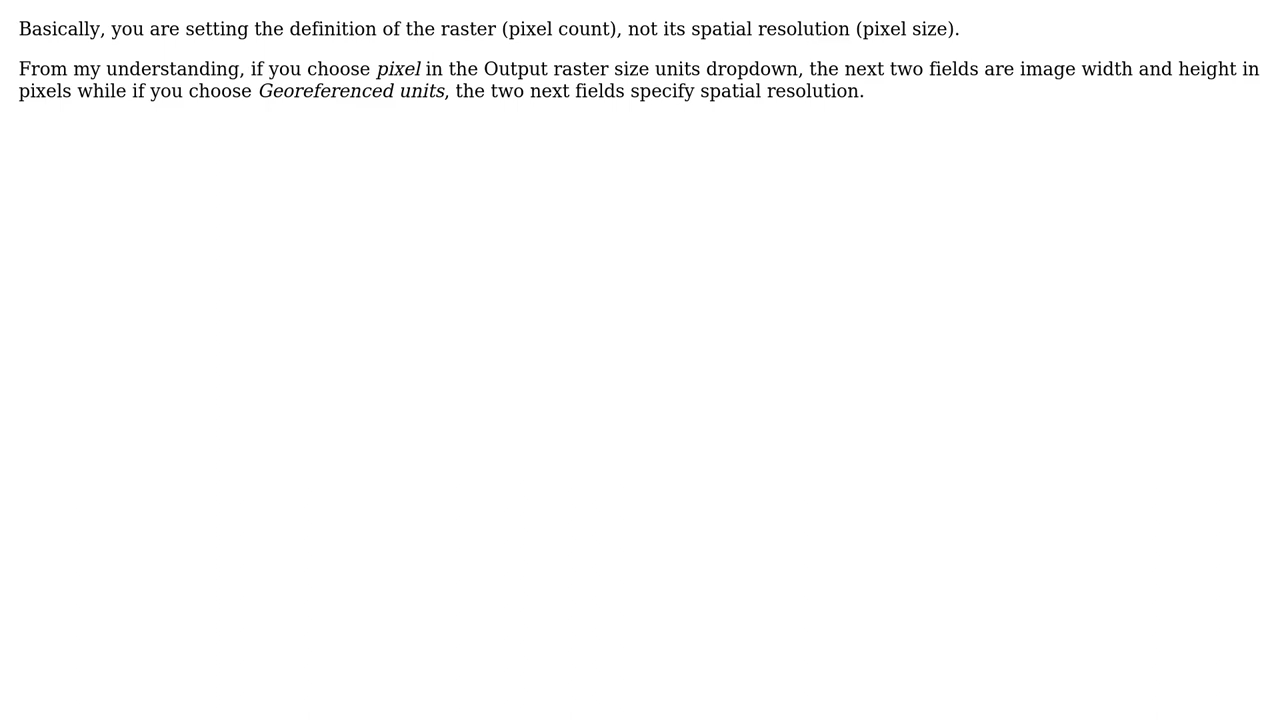 Basically, you are setting the definition of the raster (pixel count), not its spatial resolution (pixel size).
From my understanding, if you choose pixel in the Output raster size units dropdown, the next two fields are image width and height in
pixels while if you choose Georeferenced units, the two next fields specify spatial resolution.